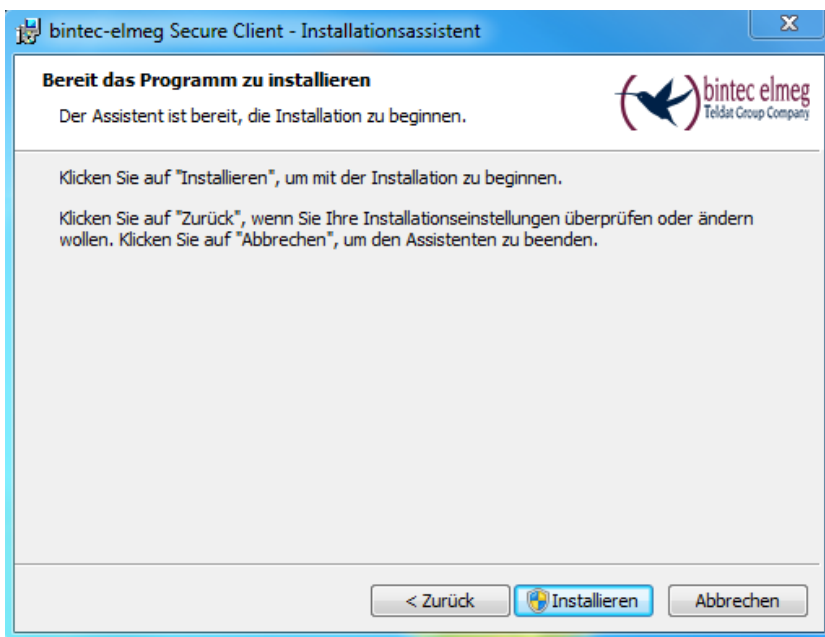 bintec-elmeg Secure Client - Installationsassistent
Bereit das Programm zu installieren
Der Assistent ist bereit, die Installation zu beginnen.
bintec elmeg
Teldat Group Company
Klicken Sie auf "Installieren", um mit der Installation zu beginnen.
Klicken Sie auf "Zurück", wenn Sie Ihre Installationseinstellungen überprüfen oder ändern
wollen. Klicken Sie auf "Abbrechen", um den Assistenten zu beenden.
< Zurück Installieren Abbrechen